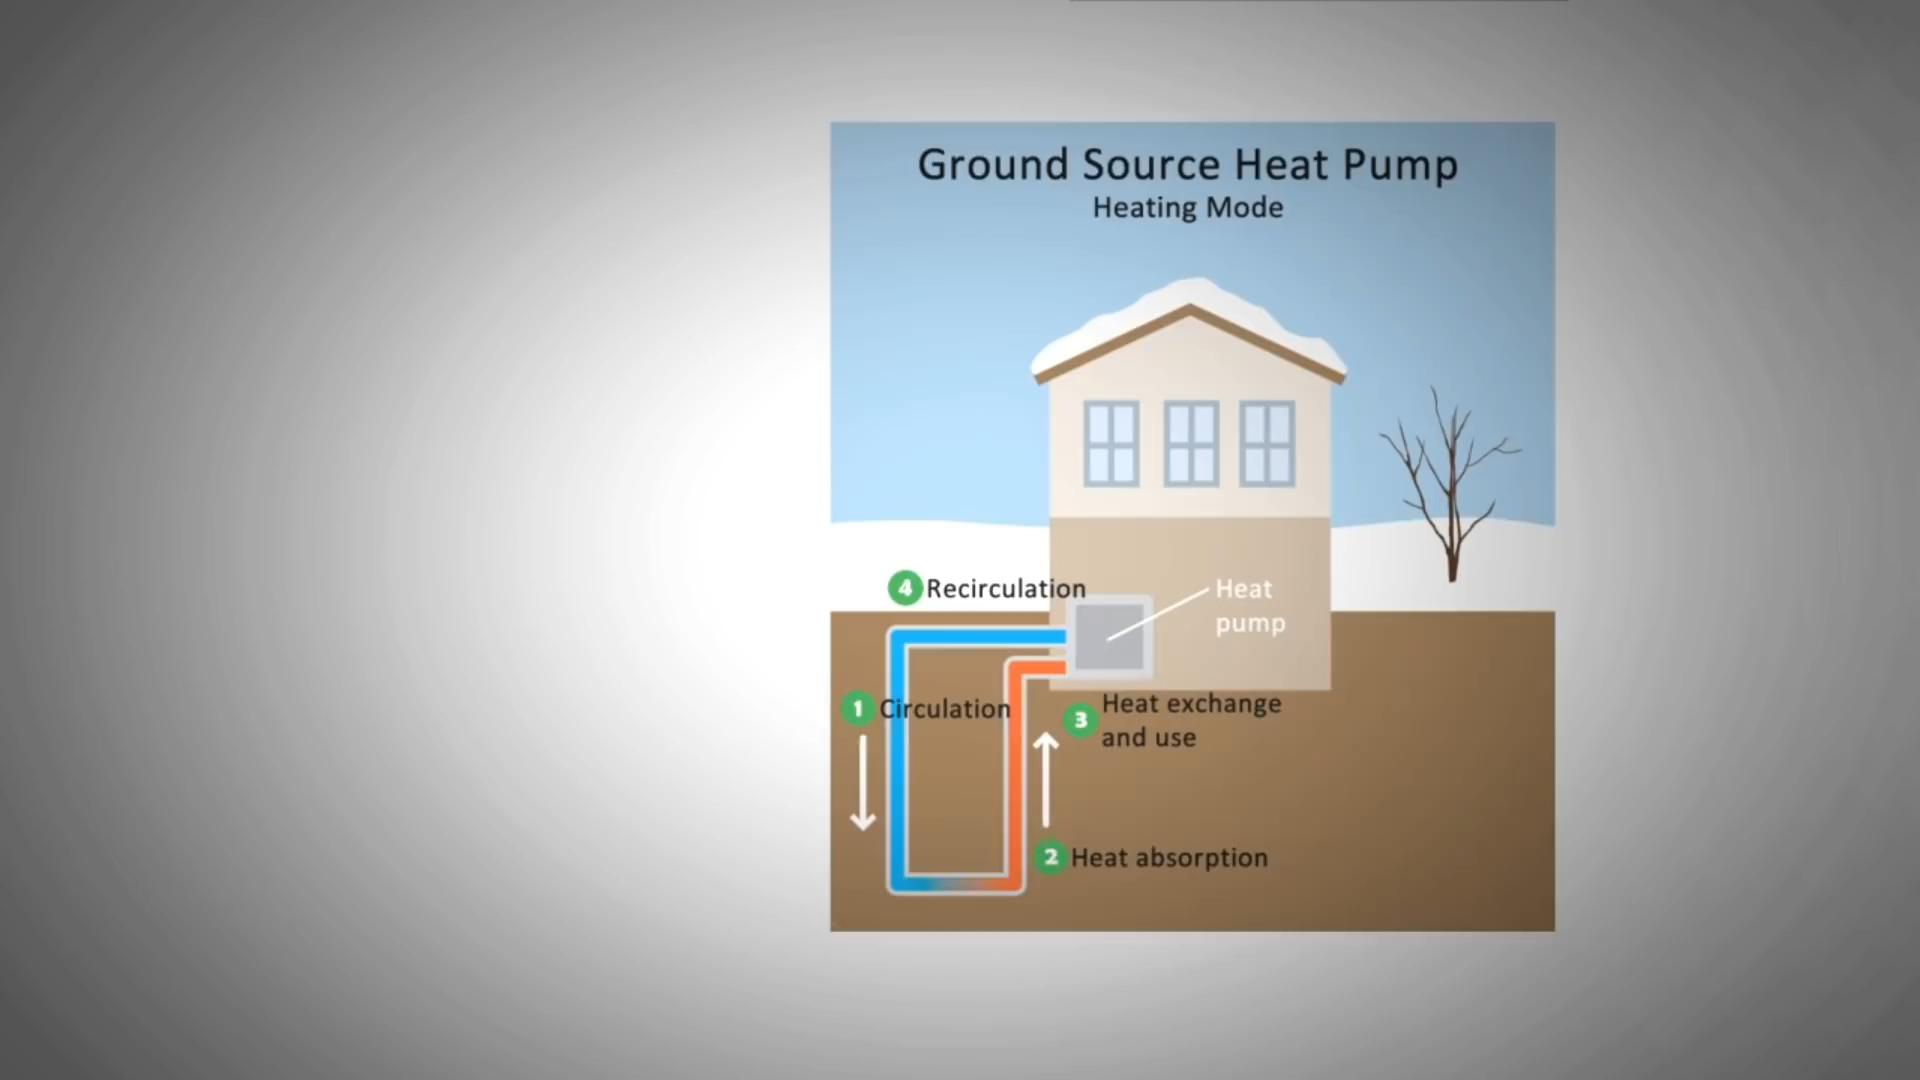 Ground Source Heat Pump
Heating Mode
4 Recirculation
Heat
pump
1 Circulation
3 Heat exchange
and use
2 Heat absorption